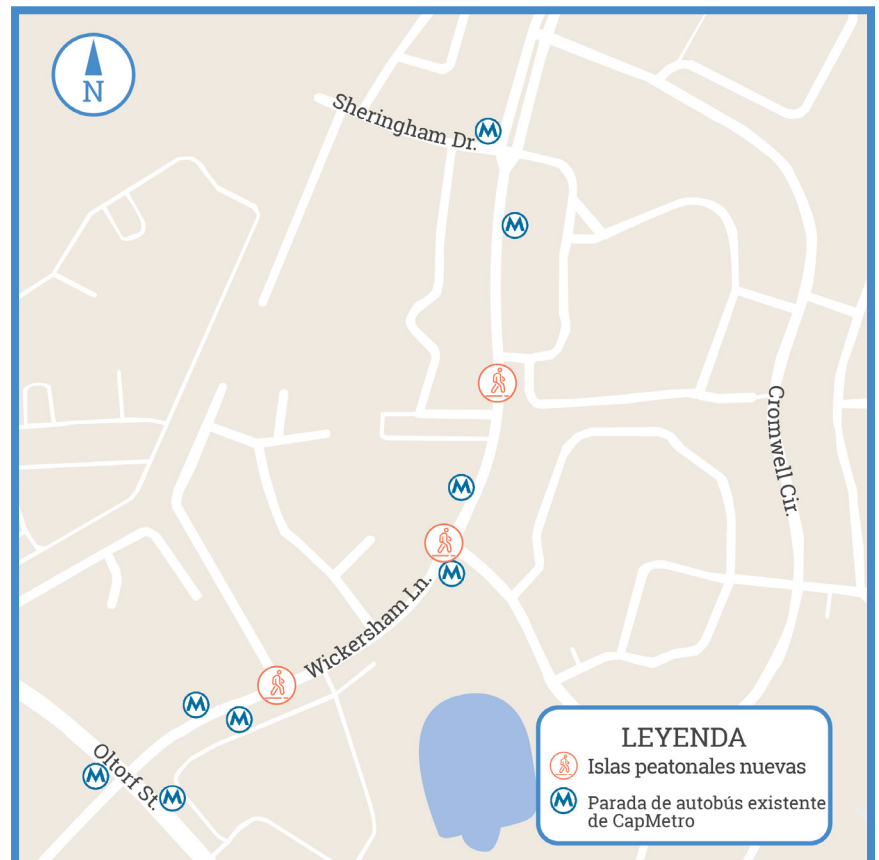 N
Sheringham Dr.
Cromwell Cir.
Wickersham Ln.
Oltorf St.
LEYENDA
Islas peatonales nuevas
Parada de autobús existente
de CapMetro